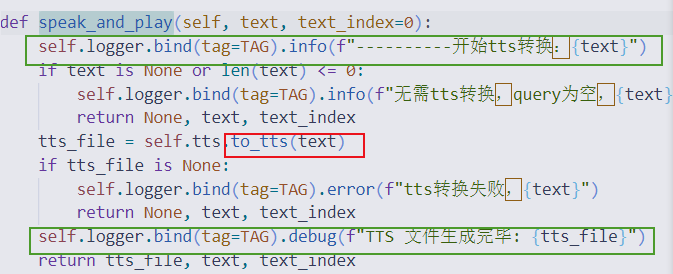 def speak_and_play(self, text, text_index=0):
    self.logger.bind(tag=TAG).info(f"----------开始tts转换：{text}")
    if text is None or len(text) <= 0:
        self.logger.bind(tag=TAG).info(f"无需tts转换，query为空，{text}
        return None, text, text_index
    tts_file = self.tts.to_tts(text)
    if tts_file is None:
        self.logger.bind(tag=TAG).error(f"tts转换失败，{text}")
        return None, text, text_index
    self.logger.bind(tag=TAG).debug(f"TTS 文件生成完毕: {tts_file}")
    return tts_file, text, text_index